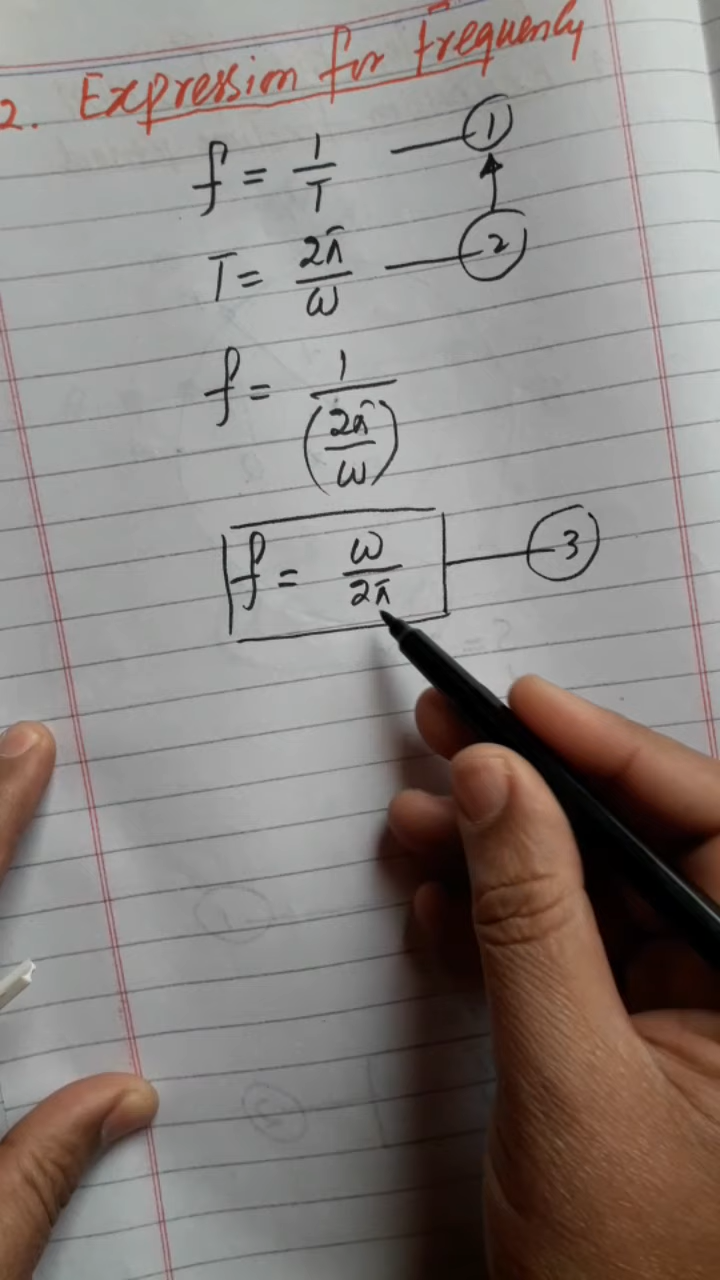 2. Expression for frequency
f = 1/T — ①
T = 2π/ω — ②
f = 1/(2π/ω)
f = ω/2π — ③